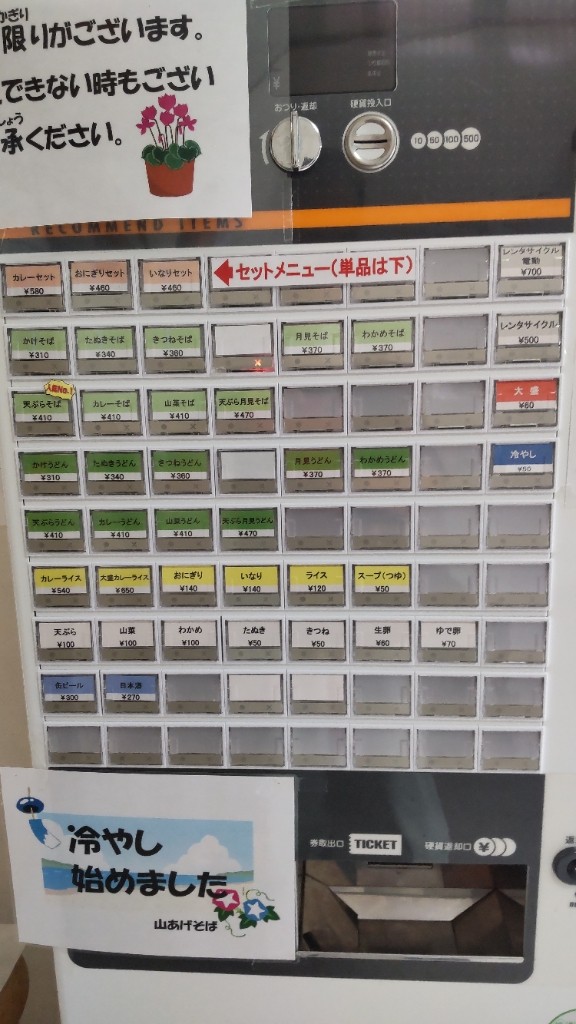 かぎり
限りがございます。
できない時もござい
しょう
承ください。
おつり・返却
硬貨投入口
10 50 100 500
RECOMMEND ITEMS
カレーセット ¥580
おにぎりセット ¥460
いなりセット ¥460
セットメニュー(単品は下)
レンタサイクル 電動 ¥700
かけそば ¥310
たぬきそば ¥340
きつねそば ¥360
月見そば ¥370
わかめそば ¥370
レンタサイクル ¥500
人気No.1
天ぷらそば ¥410
カレーそば ¥410
山菜そば ¥410
天ぷら月見そば ¥470
大盛 ¥60
かけうどん ¥310
たぬきうどん ¥340
きつねうどん ¥360
月見うどん ¥370
わかめうどん ¥370
冷やし ¥50
天ぷらうどん ¥410
カレーうどん ¥410
山菜うどん ¥410
天ぷら月見うどん ¥470
カレーライス ¥540
大盛カレーライス ¥650
おにぎり ¥140
いなり ¥140
ライス ¥120
スープ(つゆ) ¥50
天ぷら ¥100
山菜 ¥100
わかめ ¥100
たぬき ¥50
きつね ¥50
生卵 ¥60
ゆで卵 ¥70
缶ビール ¥300
日本酒 ¥270
冷やし
始めました
山あげそば
券取出口 TICKET 硬貨返却口